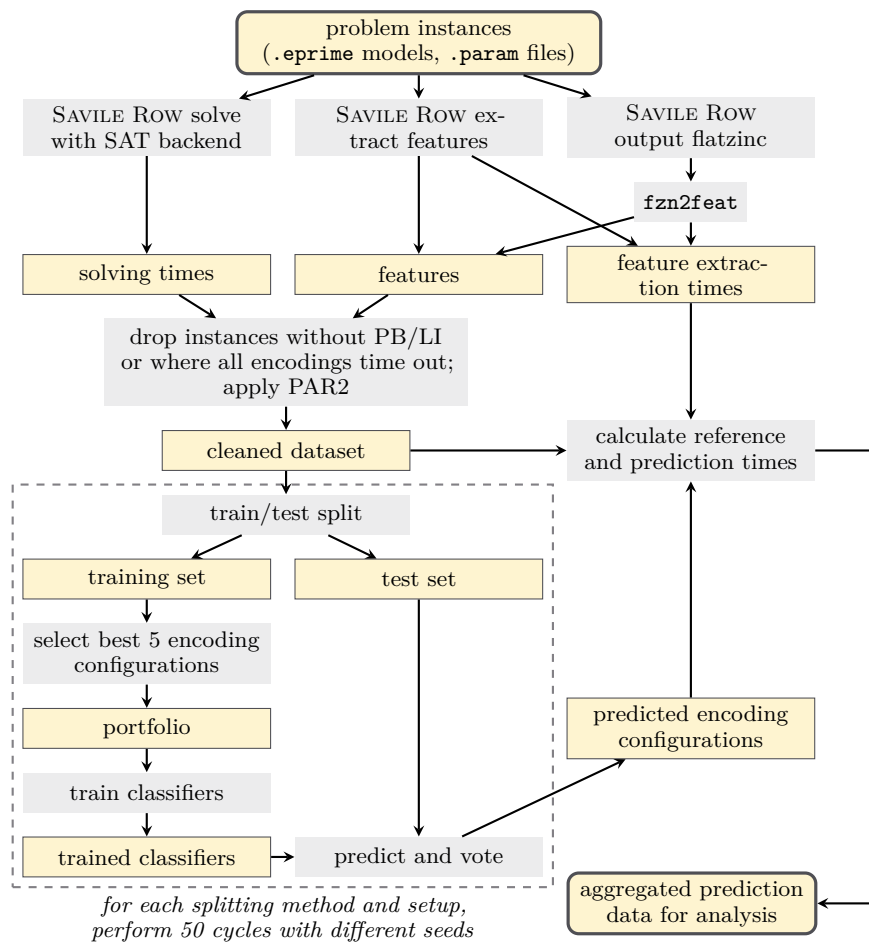 problem instances
(.eprime models, .param files)
SAVILE ROW solve
with SAT backend
SAVILE ROW ex-
tract features
SAVILE ROW
output flatzinc
fzn2feat
solving times
features
feature extrac-
tion times
drop instances without PB/LI
or where all encodings time out;
apply PAR2
cleaned dataset
calculate reference
and prediction times
train/test split
training set
test set
select best 5 encoding
configurations
portfolio
predicted encoding
configurations
train classifiers
trained classifiers
predict and vote
aggregated prediction
data for analysis
for each splitting method and setup,
perform 50 cycles with different seeds